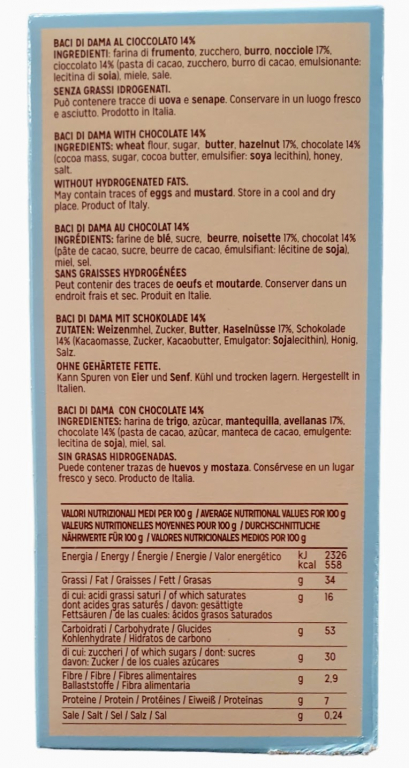 BACI DI DAMA AL CIOCCOLATO 14%
INGREDIENTI: farina di frumento, zucchero, burro, nocciole 17%,
cioccolato 14% (pasta di cacao, zucchero, burro di cacao, emulsionante:
lecitina di soia), miele, sale.
SENZA GRASSI IDROGENATI.
Può contenere tracce di uova e senape. Conservare in un luogo fresco
e asciutto. Prodotto in Italia.
BACI DI DAMA WITH CHOCOLATE 14%
INGREDIENTS: wheat flour, sugar, butter, hazelnut 17%, chocolate 14%
(cocoa mass, sugar, cocoa butter, emulsifier: soya lecithin), honey,
salt.
WITHOUT HYDROGENATED FATS.
May contain traces of eggs and mustard. Store in a cool and dry
place. Product of Italy.
BACI DI DAMA AU CHOCOLAT 14%
INGRÉDIENTS: farine de blé, sucre, beurre, noisette 17%, chocolat 14%
(pâte de cacao, sucre, beurre de cacao, émulsifiant: lécitine de soja),
miel, sel.
SANS GRAISSES HYDROGÉNÉES
Peut contenir des traces de oeufs et moutarde. Conserver dans un
endroit frais et sec. Produit en Italie.
BACI DI DAMA MIT SCHOKOLADE 14%
ZUTATEN: Weizenmhel, Zucker, Butter, Haselnüsse 17%, Schokolade
14% (Kacaomasse, Zucker, Kacaobutter, Emulgator: Sojalecithin), Honig,
Salz.
OHNE GEHÄRTETE FETTE.
Kann Spuren von Eier und Senf. Kühl und trocken lagern. Hergestellt in
Italien.
BACI DI DAMA CON CHOCOLATE 14%
INGREDIENTES: harina de trigo, azùcar, mantequilla, avellanas 17%,
chocolate 14% (pasta de cacao, azùcar, manteca de cacao, emulgente:
lecitina de soja), miel, sal.
SIN GRASAS HIDROGENADAS.
Puede contener trazas de huevos y mostaza. Consérvese en un lugar
fresco y seco. Producto de Italia.
VALORI NUTRIZIONALI MEDI PER 100 g / AVERAGE NUTRITIONAL VALUES FOR 100 g
VALEURS NUTRITIONELLES MOYENNES POUR 100 g / DURCHSCHNITTLICHE
NÄHRWERTE FÜR 100 g / VALORES NUTRICIONALES MEDIOS POR 100 g
Energia / Energy / Énergie / Energie / Valor energético kJ 2326
kcal 558
Grassi / Fat / Graisses / Fett / Grasas g 34
di cui: acidi grassi saturi / of which saturates g 16
dont acides gras saturés / davon: gesättigte
Fettsäuren / de las cuales: ácidos grasos saturados
Carboidrati / Carbohydrate / Glucides g 53
Kohlenhydrate / Hidratos de carbono
di cui: zuccheri / of which sugars / dont: sucres g 30
davon: Zucker / de los cuales azúcares
Fibre / Fibre / Fibres alimentaires g 2,9
Ballaststoffe / Fibra alimentaria
Proteine / Protein / Protéines / Eiweiß / Proteínas g 7
Sale / Salt / Sel / Salz / Sal g 0,24